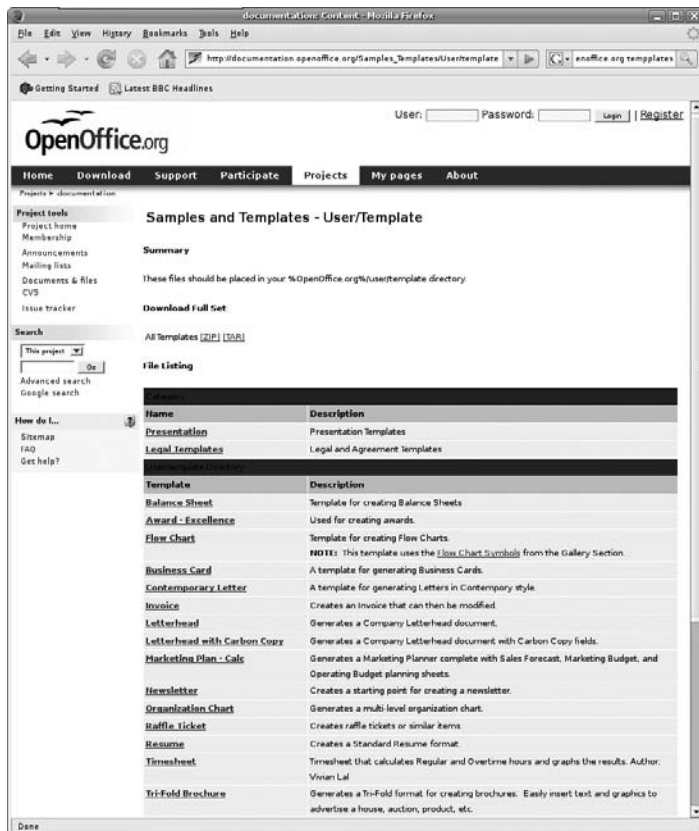 documentation: Content - Mozilla Firefox
File Edit View History Bookmarks Tools Help
http://documentation.openoffice.org/Samples_Templates/User/template
enoffice.org tempplates
Getting Started Latest BBC Headlines
OpenOffice.org
User: Password: Login | Register
Home Download Support Participate Projects My pages About
Projects > documentation
Project tools
Project home
Membership
Announcements
Mailing lists
Documents & files
CVS
Issue tracker
Search
This project
Go
Advanced search
Google search
How do I...
Sitemap
FAQ
Get help?
Samples and Templates - User/Template
Summary
These files should be placed in your %OpenOffice.org%/user/template directory.
Download Full Set
All Templates [ZIP] [TAR]
File Listing
Category
Name Description
Presentation Presentation Templates
Legal Templates Legal and Agreement Templates
Directory
Template Description
Balance Sheet Template for creating Balance Sheets
Award - Excellence Used for creating awards.
Flow Chart Template for creating Flow Charts.
NOTE: This template uses the Flow Chart Symbols from the Gallery Section.
Business Card A template for generating Business Cards.
Contemporary Letter A template for generating Letters in Contempory style.
Invoice Creates an Invoice that can then be modified.
Letterhead Generates a Company Letterhead document.
Letterhead with Carbon Copy Generates a Company Letterhead document with Carbon Copy fields.
Marketing Plan - Calc Generates a Marketing Planner complete with Sales Forecast, Marketing Budget, and
Operating Budget planning sheets.
Newsletter Creates a starting point for creating a newsletter.
Organization Chart Generates a multi-level organization chart.
Raffle Ticket Creates raffle tickets or similar items.
Resume Creates a Standard Resume format.
Timesheet Timesheet that calculates Regular and Overtime hours and graphs the results. Author:
Vivian Lal
Tri-Fold Brochure Generates a Tri-Fold format for creating brochures. Easily insert text and graphics to
advertise a house, auction, product, etc.
Done